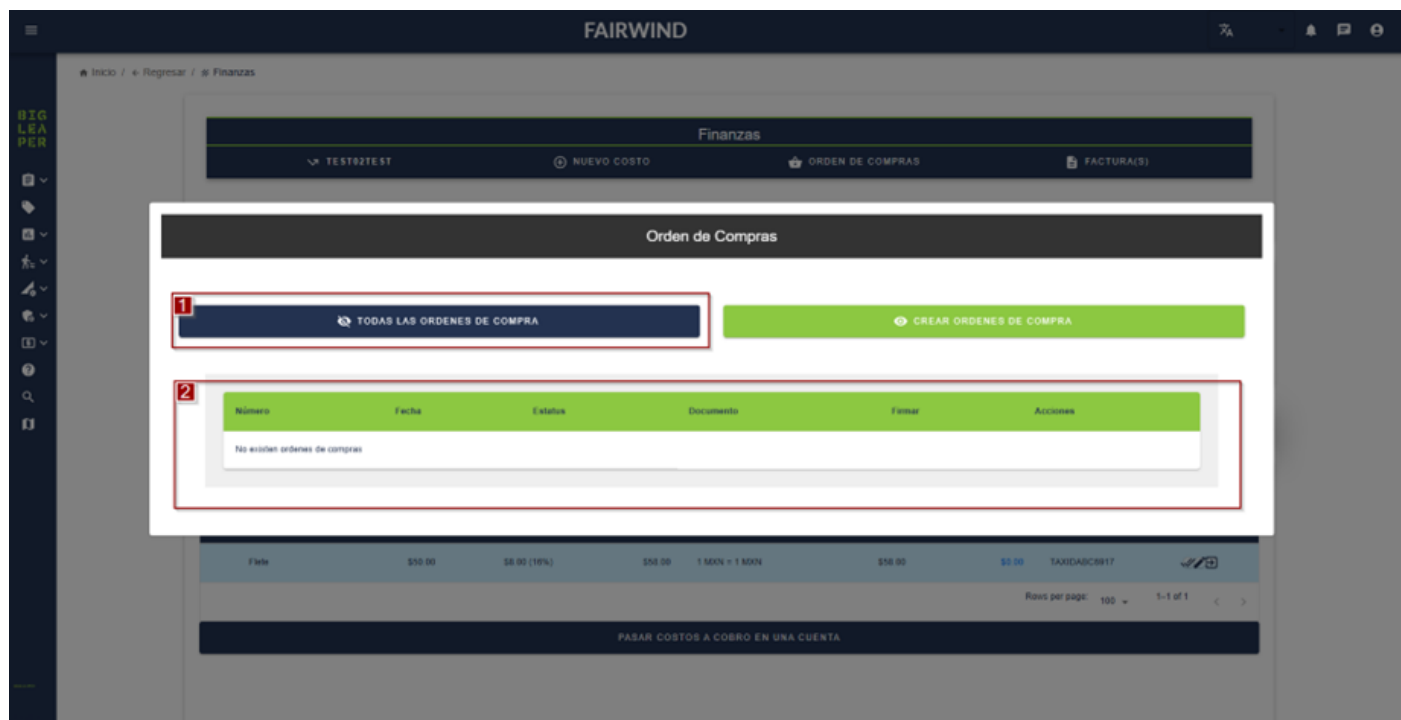 FAIRWIND
Inicio / Regresar / Finanzas
BIG
LEA
PER
Finanzas
TEST02TEST NUEVO COSTO ORDEN DE COMPRAS FACTURA(S)
Orden de Compras
1
TODAS LAS ORDENES DE COMPRA CREAR ORDENES DE COMPRA
2
Número Fecha Estatus Documento Firmar Acciones
No existen ordenes de compras
Flete $50.00 $8.00 (16%) $58.00 1 MXN = 1 MXN $58.00 $0.00 TAXIDABC8917
Rows per page: 100 1-1 of 1
PASAR COSTOS A COBRO EN UNA CUENTA